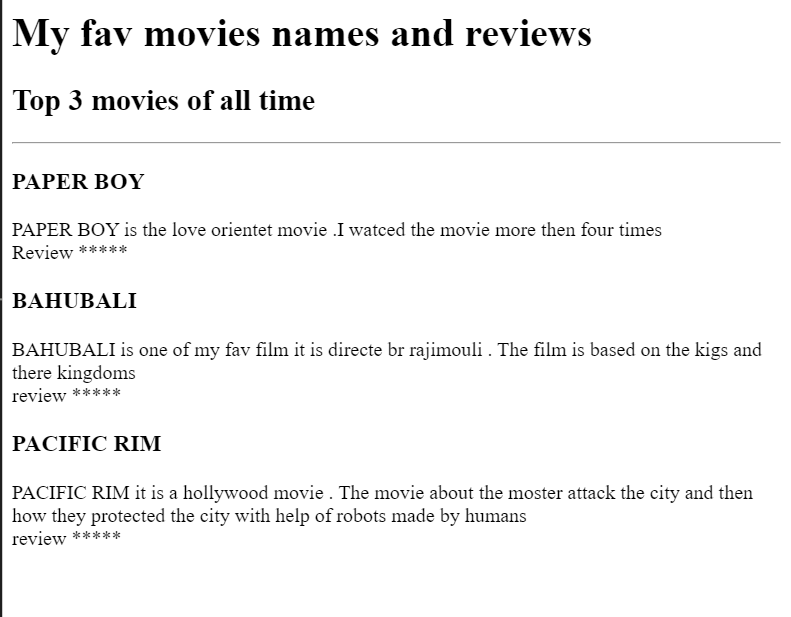 My fav movies names and reviews
Top 3 movies of all time
PAPER BOY
PAPER BOY is the love orientet movie .I watced the movie more then four times
Review *****
BAHUBALI
BAHUBALI is one of my fav film it is directe br rajimouli . The film is based on the kigs and
there kingdoms
review *****
PACIFIC RIM
PACIFIC RIM it is a hollywood movie . The movie about the moster attack the city and then
how they protected the city with help of robots made by humans
review *****